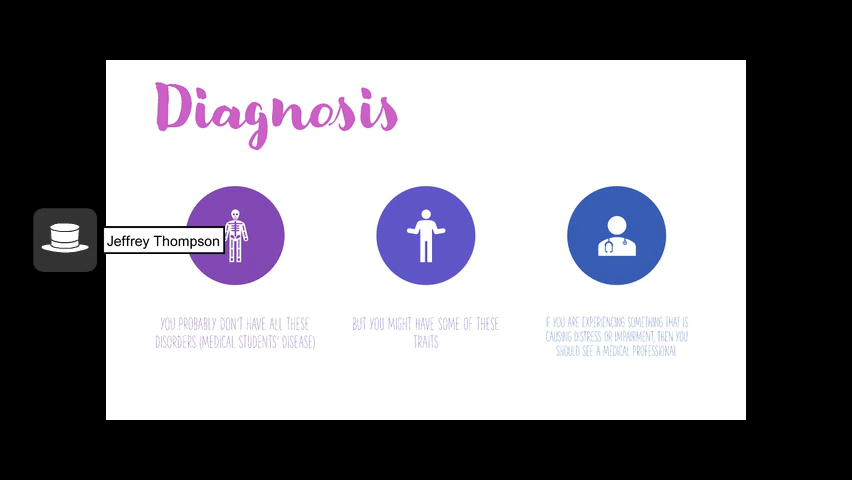 Diagnosis
Jeffrey Thompson
YOU PROBABLY DON'T HAVE ALL THESE
DISORDERS (MEDICAL STUDENTS' DISEASE)
BUT YOU MIGHT HAVE SOME OF THESE
TRAITS
IF YOU ARE EXPERIENCING SOMETHING THAT IS
CAUSING DISTRESS OR IMPAIRMENT, THEN YOU
SHOULD SEE A MEDICAL PROFESSIONAL